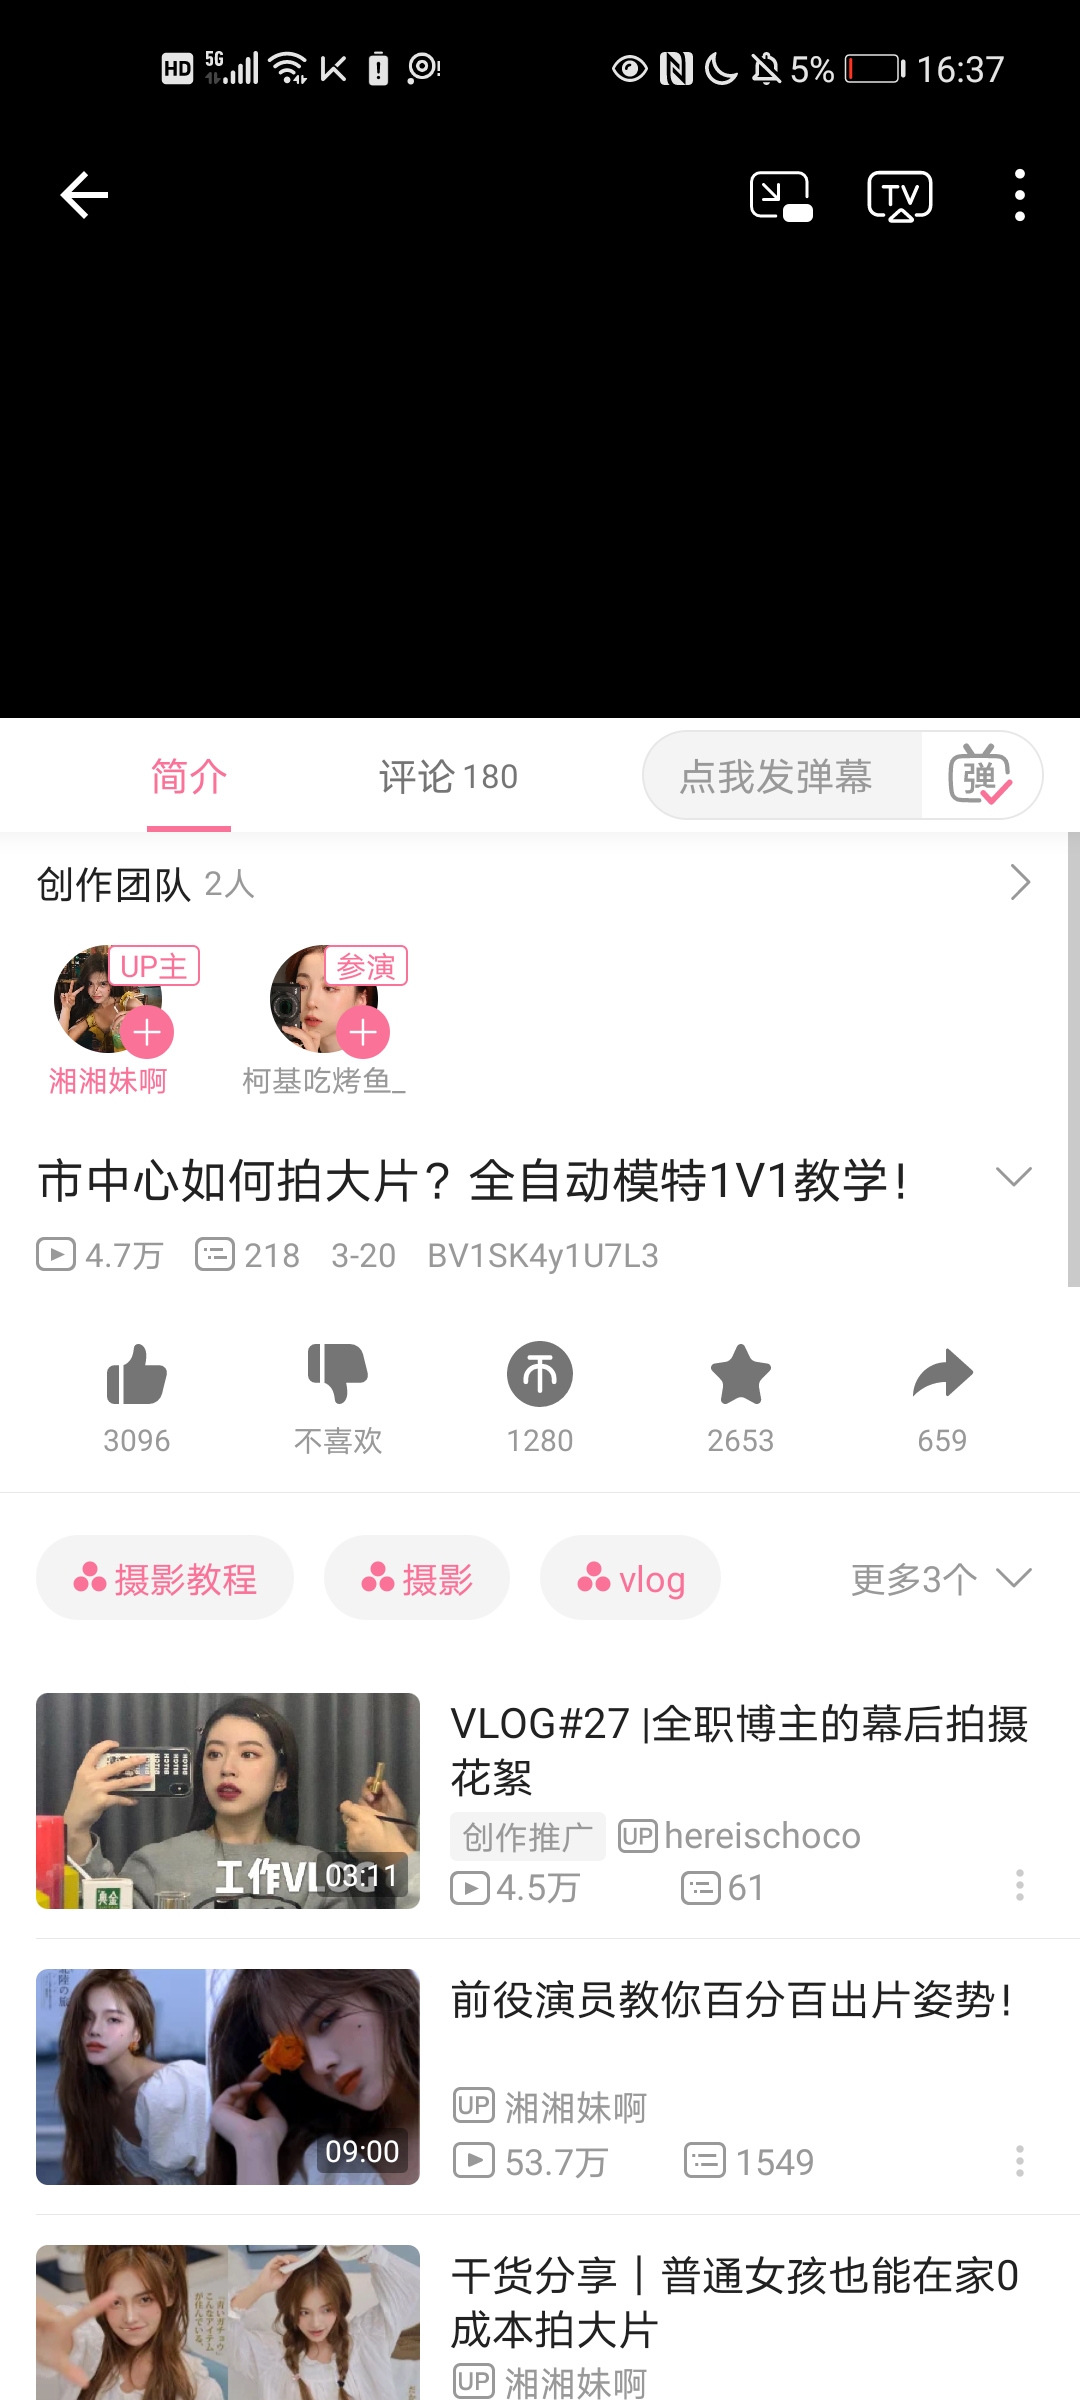 HD 5G 5% 16:37
TV
简介 评论 180 点我发弹幕 弹
创作团队 2人
UP主 参演
湘湘妹啊 柯基吃烤鱼_
市中心如何拍大片？全自动模特1V1教学！
4.7万 218 3-20 BV1SK4y1U7L3
3096 不喜欢 1280 2653 659
摄影教程 摄影 vlog 更多3个
VLOG#27 |全职博主的幕后拍摄
花絮
创作推广 UP hereischoco
4.5万 61
工作VLOG 03:11
前役演员教你百分百出片姿势！
UP 湘湘妹啊
53.7万 1549
09:00
干货分享｜普通女孩也能在家0
成本拍大片
UP 湘湘妹啊